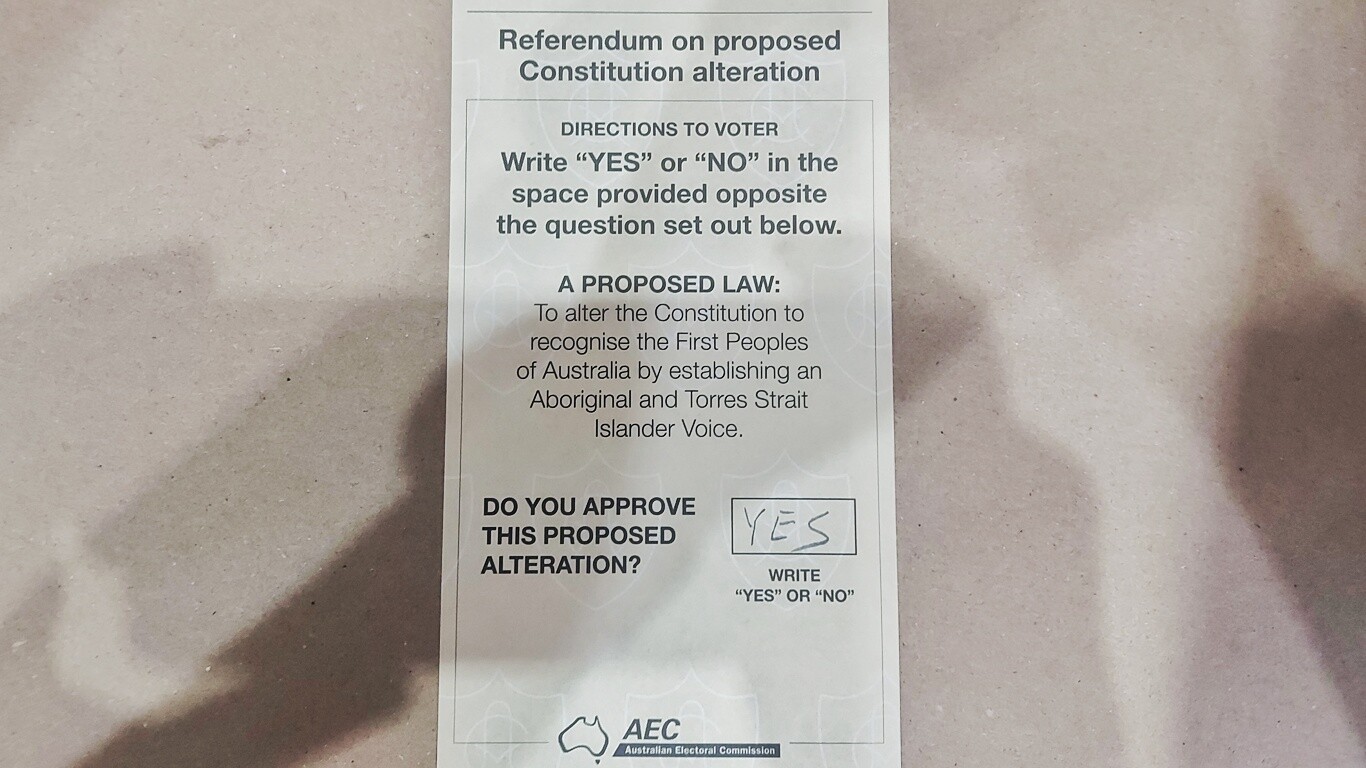 Referendum on proposed
Constitution alteration
DIRECTIONS TO VOTER
Write “YES” or “NO” in the
space provided opposite
the question set out below.
A PROPOSED LAW:
To alter the Constitution to
recognise the First Peoples
of Australia by establishing an
Aboriginal and Torres Strait
Islander Voice.
DO YOU APPROVE
THIS PROPOSED
ALTERATION?
YES
WRITE
“YES” OR “NO”
AEC
Australian Electoral Commission